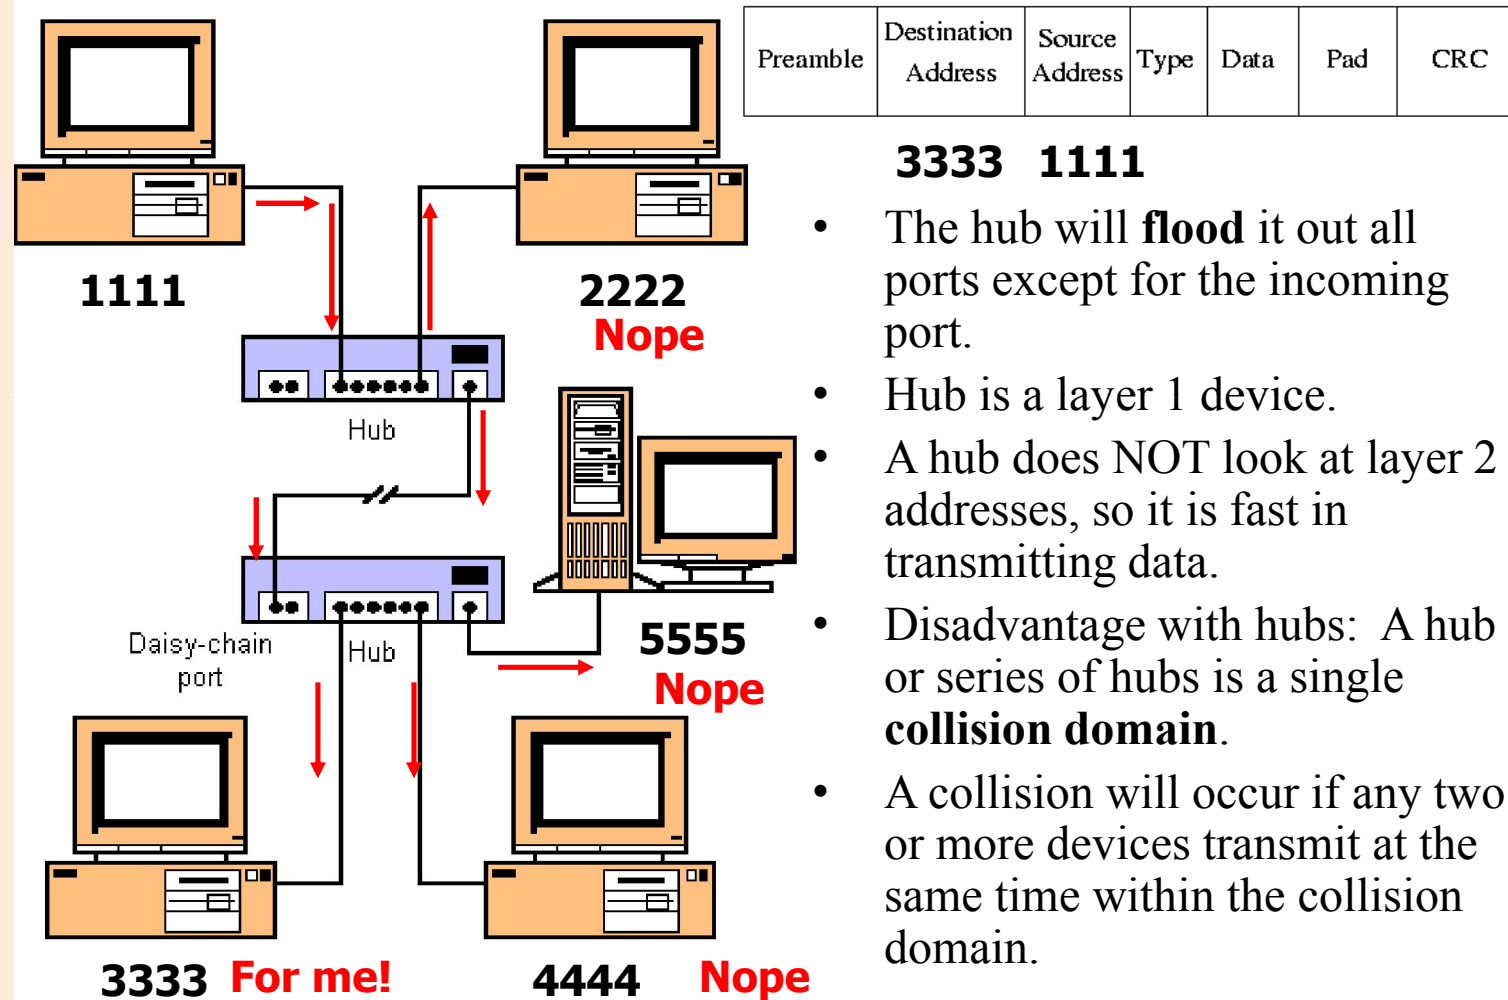 Preamble
Destination Address
Source Address
Type
Data
Pad
CRC
3333 1111
1111
2222
Nope
Hub
Daisy-chain
port
Hub
5555
Nope
3333 For me!
4444 Nope
• The hub will flood it out all
ports except for the incoming
port.
• Hub is a layer 1 device.
• A hub does NOT look at layer 2
addresses, so it is fast in
transmitting data.
• Disadvantage with hubs: A hub
or series of hubs is a single
collision domain.
• A collision will occur if any two
or more devices transmit at the
same time within the collision
domain.